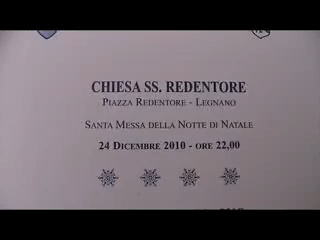 CHIESA SS. REDENTORE
PIAZZA REDENTORE - LEGNANO
SANTA MESSA DELLA NOTTE DI NATALE
24 DICEMBRE 2010 - ORE 22,00